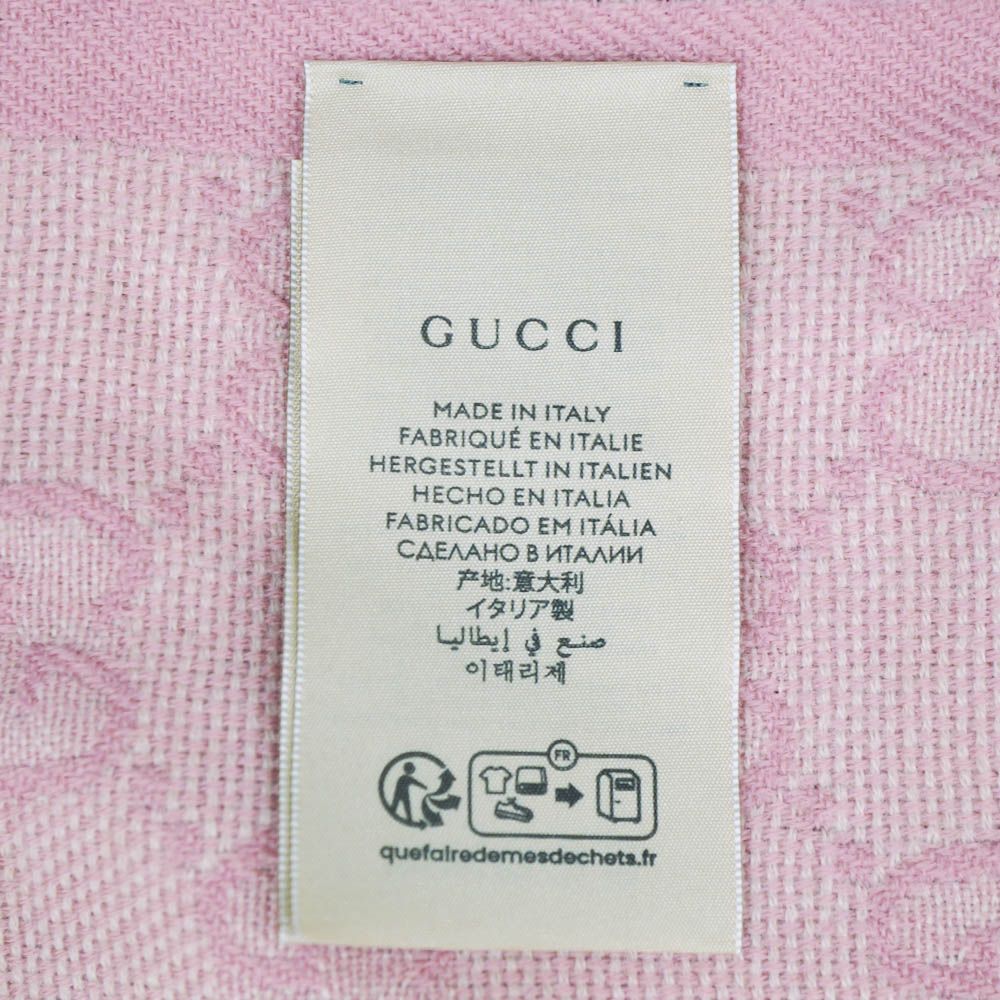 GUCCI
MADE IN ITALY
FABRIQUÉ EN ITALIE
HERGESTELLT IN ITALIEN
HECHO EN ITALIA
FABRICADO EM ITÁLIA
СДЕЛАНО В ИТАЛИИ
产地:意大利
イタリア製
صنع في إيطاليا
이태리제
FR
quefairedemesdechets.fr